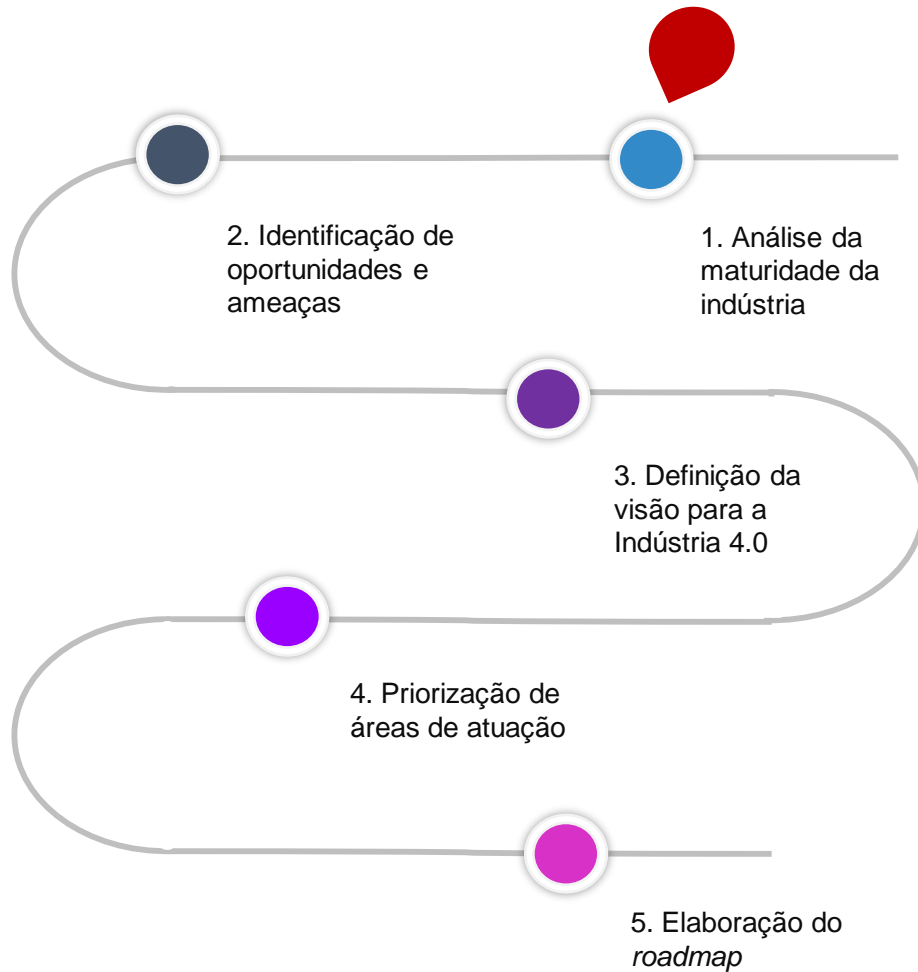 1. Análise da
maturidade da
indústria
2. Identificação de
oportunidades e
ameaças
3. Definição da
visão para a
Indústria 4.0
4. Priorização de
áreas de atuação
5. Elaboração do
roadmap